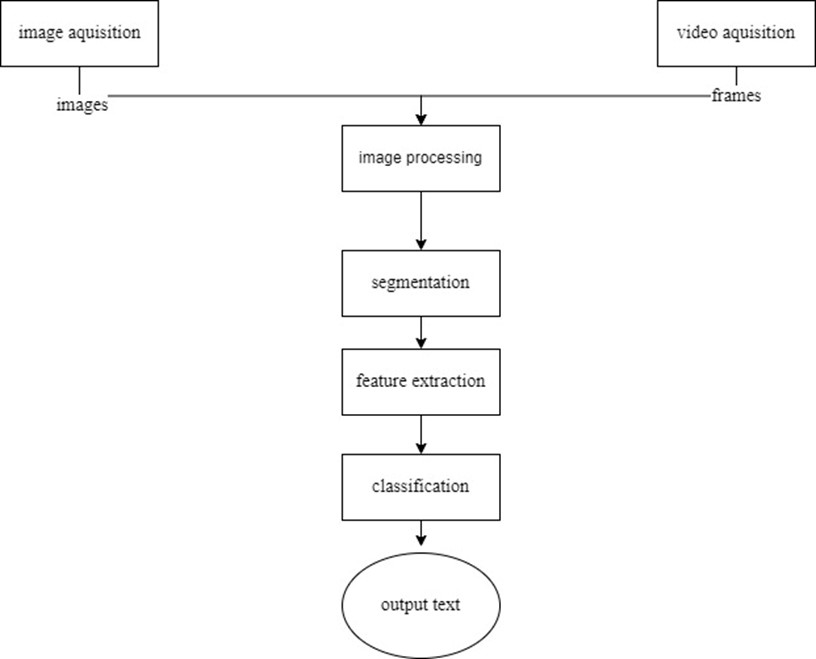 image aquisition
video aquisition
images
frames
image processing
segmentation
feature extraction
classification
output text